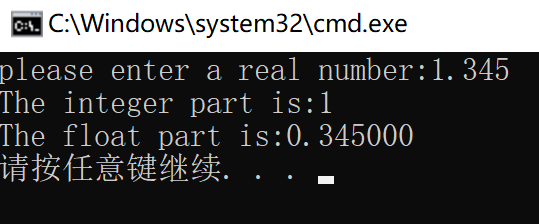 C:\Windows\system32\cmd.exe
please enter a real number:1.345
The integer part is:1
The float part is:0.345000
请按任意键继续. . .